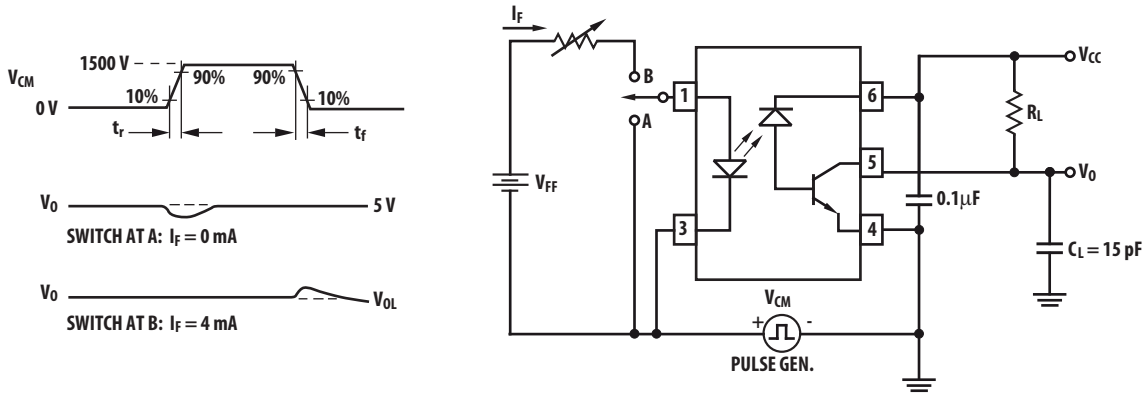 1500 V
V_CM
90%
90%
10%
10%
0 V
t_r
t_f
V_O
5 V
SWITCH AT A: I_F = 0 mA
V_O
V_OL
SWITCH AT B: I_F = 4 mA
I_F
B
A
V_FF
1
3
6
5
4
V_CC
R_L
V_O
0.1µF
C_L = 15 pF
V_CM
+
-
PULSE GEN.